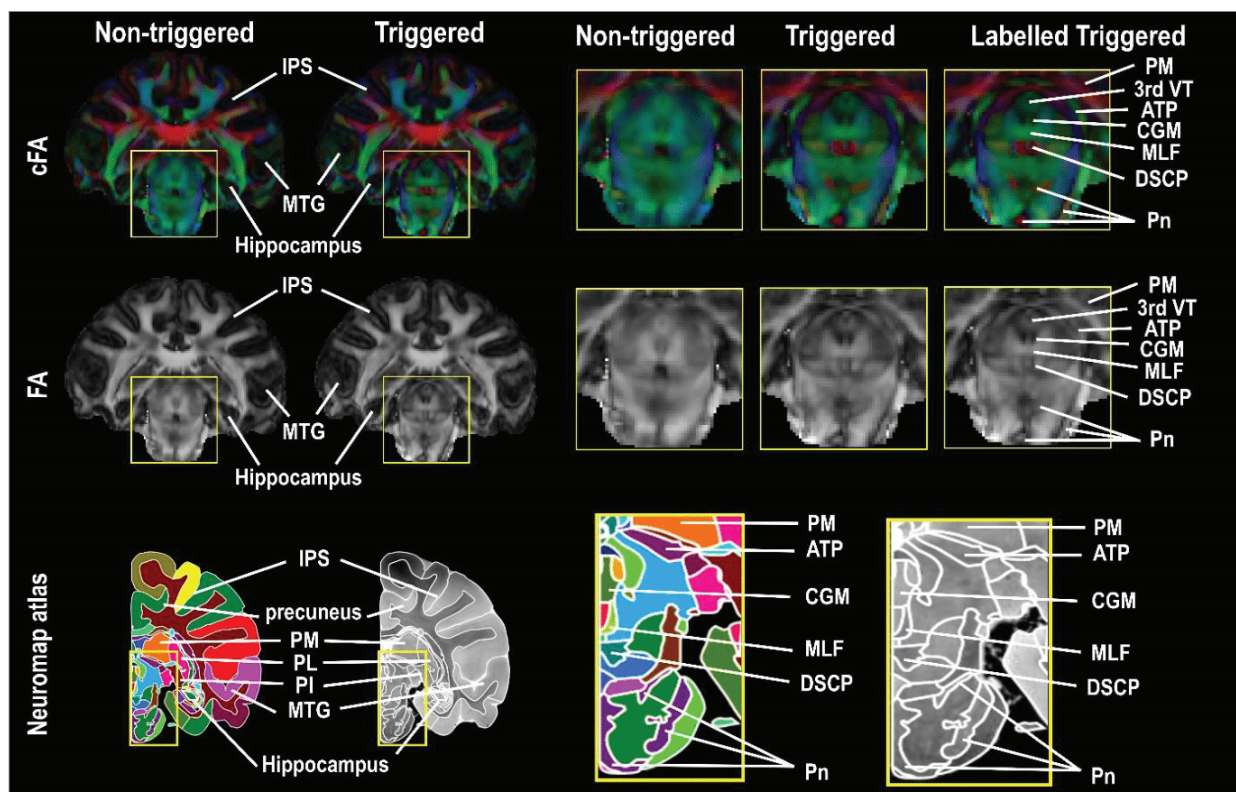 Non-triggered
Triggered
Non-triggered
Triggered
Labelled Triggered
cFA
IPS
MTG
Hippocampus
PM
3rd VT
ATP
CGM
MLF
DSCP
Pn
FA
IPS
MTG
Hippocampus
PM
3rd VT
ATP
CGM
MLF
DSCP
Pn
Neuromap atlas
IPS
precuneus
PM
PL
PI
MTG
Hippocampus
PM
ATP
CGM
MLF
DSCP
Pn
PM
ATP
CGM
MLF
DSCP
Pn